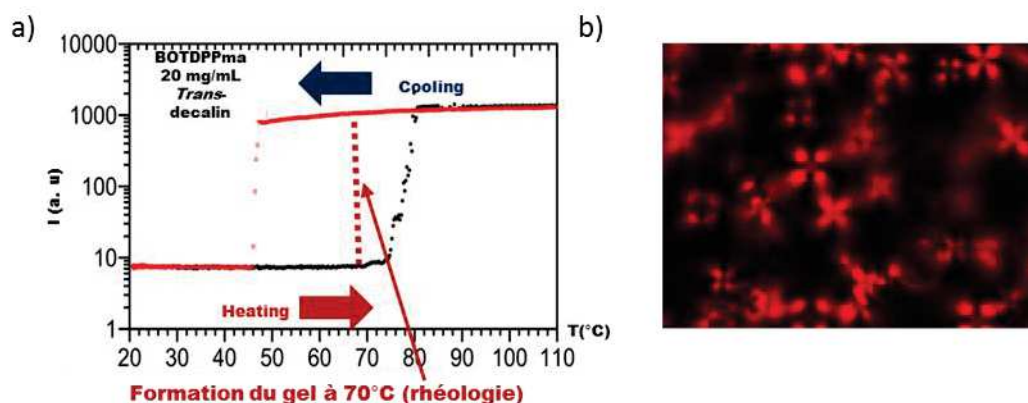 a)
b)
10000
1000
100
10
1
I (a. u)
BOTDPPma
20 mg/mL
Trans-
decalin
Cooling
Heating
T(°C)
20 30 40 50 60 70 80 90 100 110
Formation du gel à 70°C (rhéologie)